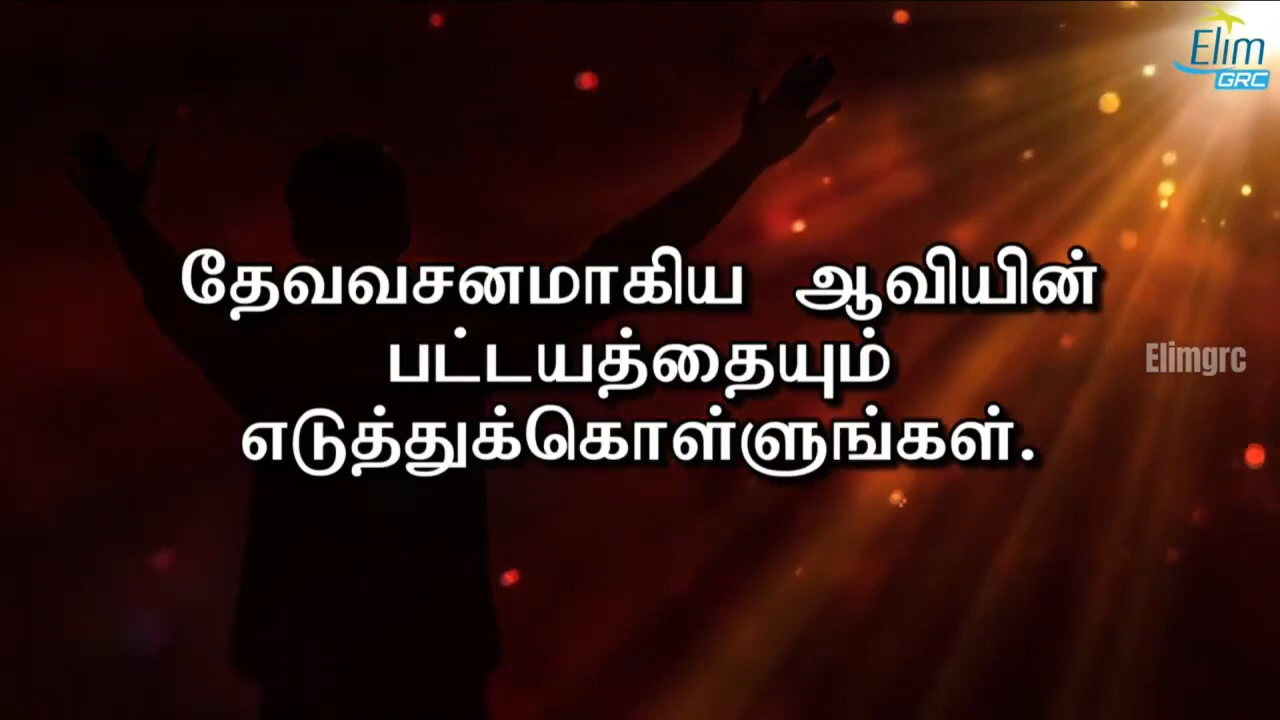 Elim
GRC
தேவவசனமாகிய ஆவியின்
பட்டயத்தையும்
Elimgrc
எடுத்துக்கொள்ளுங்கள்.